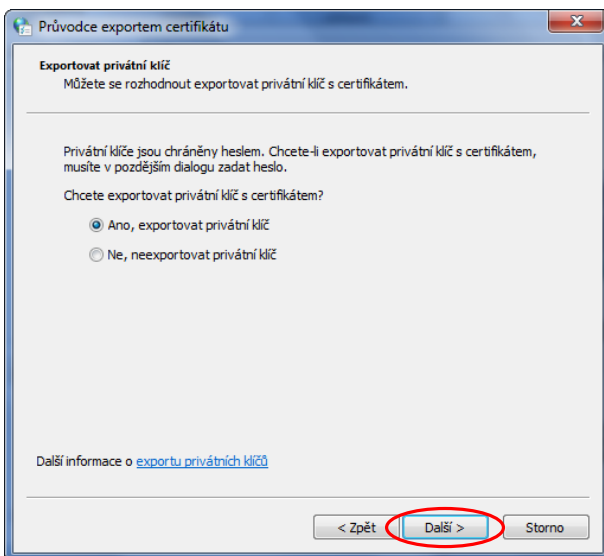 Průvodce exportem certifikátu
Exportovat privátní klíč
Můžete se rozhodnout exportovat privátní klíč s certifikátem.
Privátní klíče jsou chráněny heslem. Chcete-li exportovat privátní klíč s certifikátem,
musíte v pozdějším dialogu zadat heslo.
Chcete exportovat privátní klíč s certifikátem?
Ano, exportovat privátní klíč
Ne, neexportovat privátní klíč
Další informace o exportu privátních klíčů
< Zpět
Další >
Storno